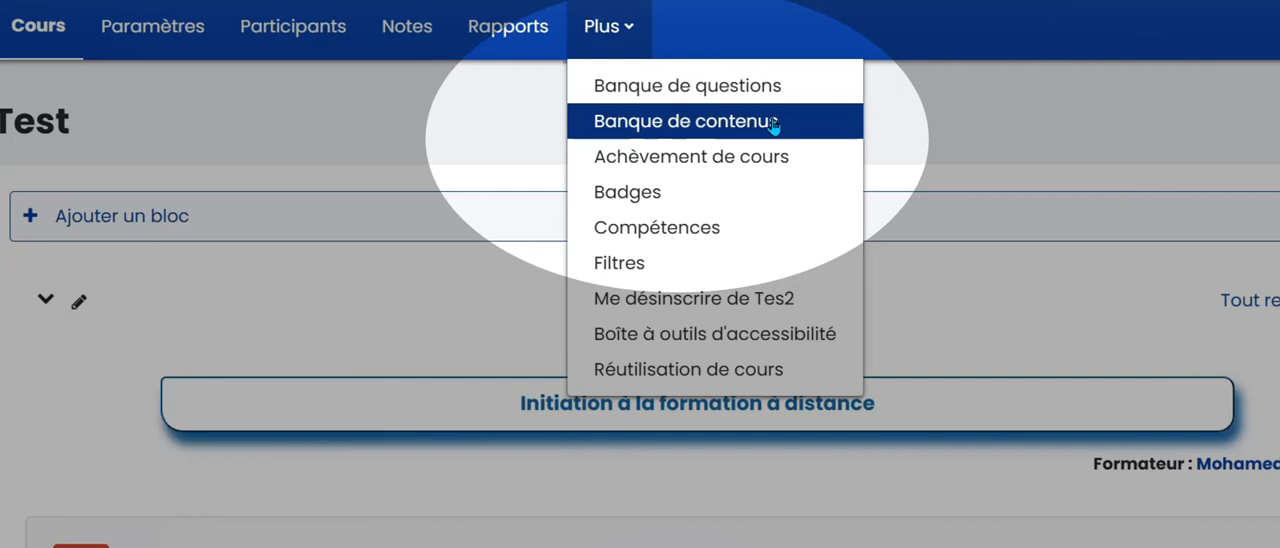 Cours Paramètres Participants Notes Rapports Plus
Banque de questions
Test
Banque de contenus
Achèvement de cours
Badges
Ajouter un bloc
Compétences
Filtres
Me désinscrire de Tes2
Tout re
Boîte à outils d'accessibilité
Réutilisation de cours
Initiation à la formation à distance
Formateur : Mohamed